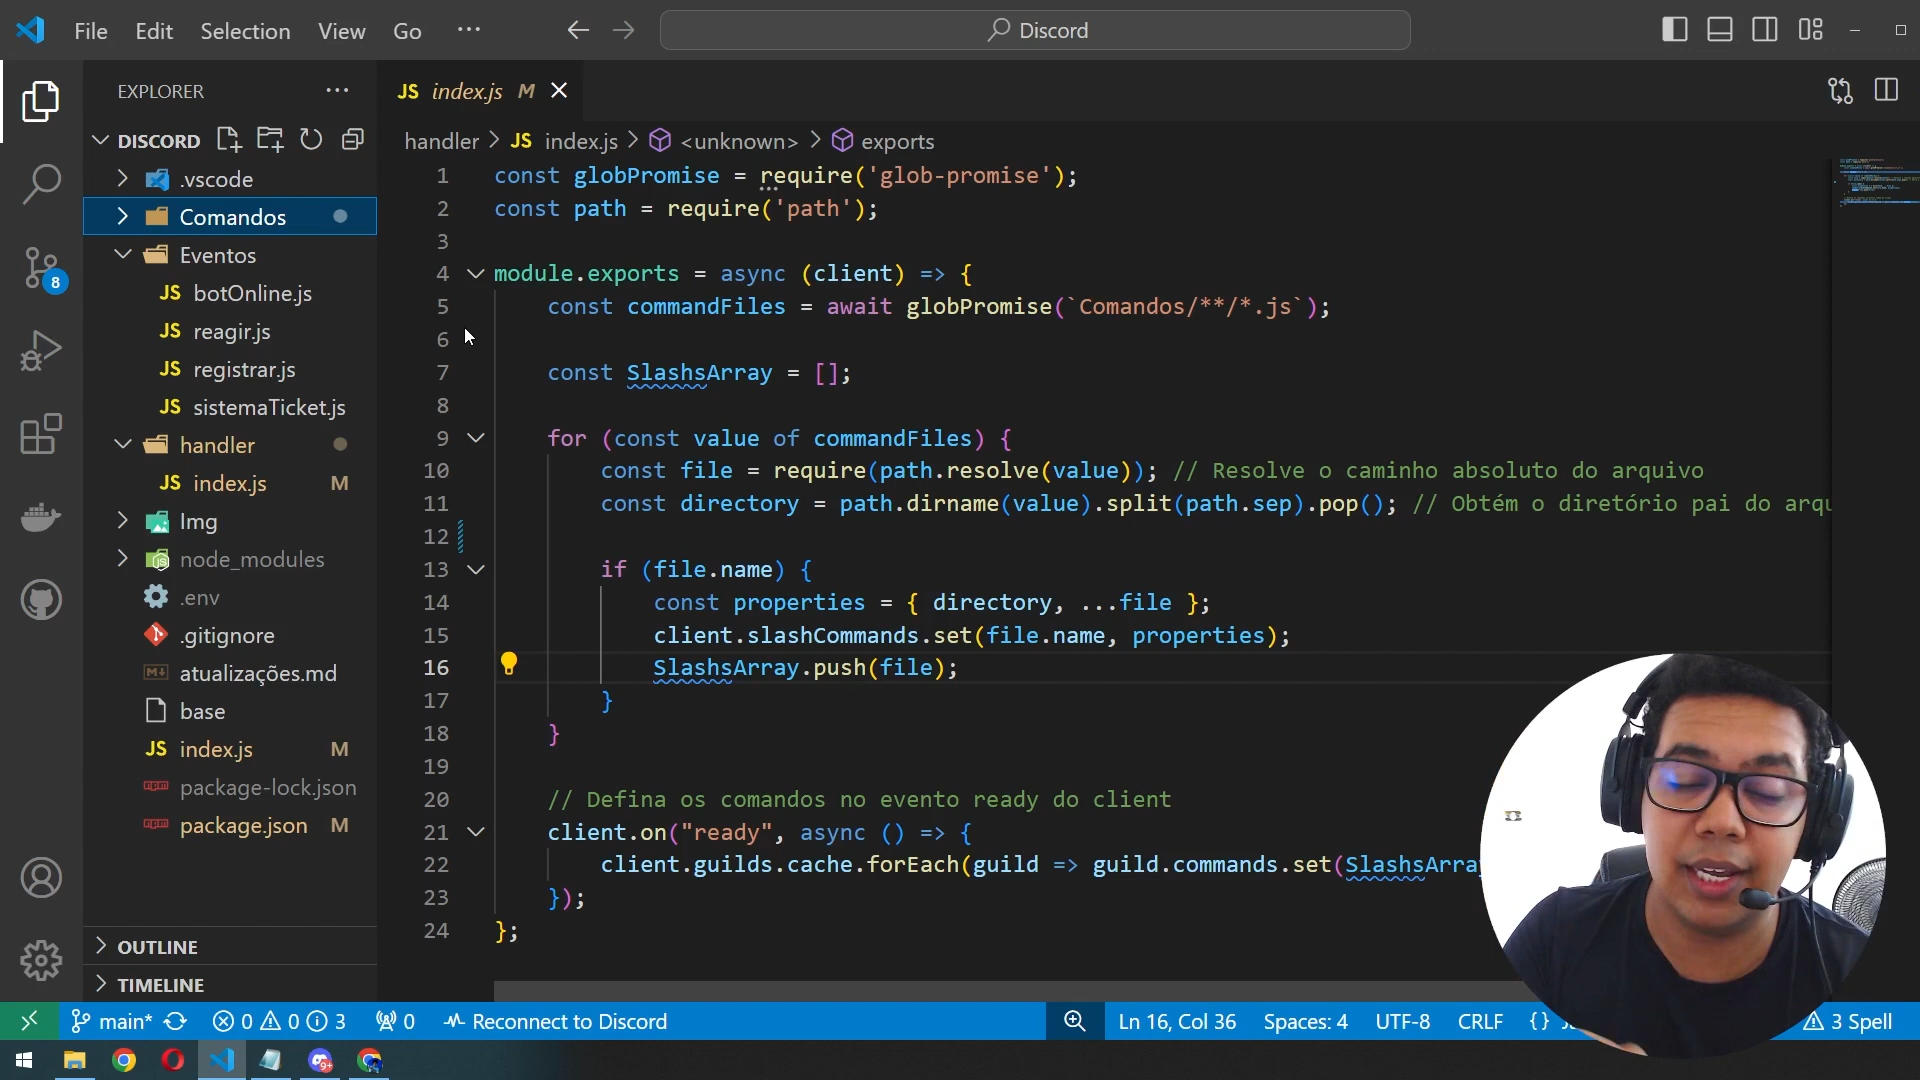 File Edit Selection View Go ··· Discord
EXPLORER
DISCORD
.vscode
Comandos
Eventos
JS botOnline.js
JS reagir.js
JS registrar.js
JS sistemaTicket.js
handler
JS index.js M
Img
node_modules
.env
.gitignore
atualizações.md
base
JS index.js M
package-lock.json
package.json M
OUTLINE
TIMELINE
8
JS index.js M
handler > JS index.js > <unknown> > exports
1 const globPromise = require('glob-promise');
2 const path = require('path');
3
4 module.exports = async (client) => {
5 const commandFiles = await globPromise(`Comandos/**/*.js`);
6
7 const SlashsArray = [];
8
9 for (const value of commandFiles) {
10 const file = require(path.resolve(value)); // Resolve o caminho absoluto do arquivo
11 const directory = path.dirname(value).split(path.sep).pop(); // Obtém o diretório pai do arqu
12
13 if (file.name) {
14 const properties = { directory, ...file };
15 client.slashCommands.set(file.name, properties);
16 SlashsArray.push(file);
17 }
18 }
19
20 // Defina os comandos no evento ready do client
21 client.on("ready", async () => {
22 client.guilds.cache.forEach(guild => guild.commands.set(SlashsArray
23 });
24 };
main* 0 0 3 0 Reconnect to Discord Ln 16, Col 36 Spaces: 4 UTF-8 CRLF {} 3 Spell
9+